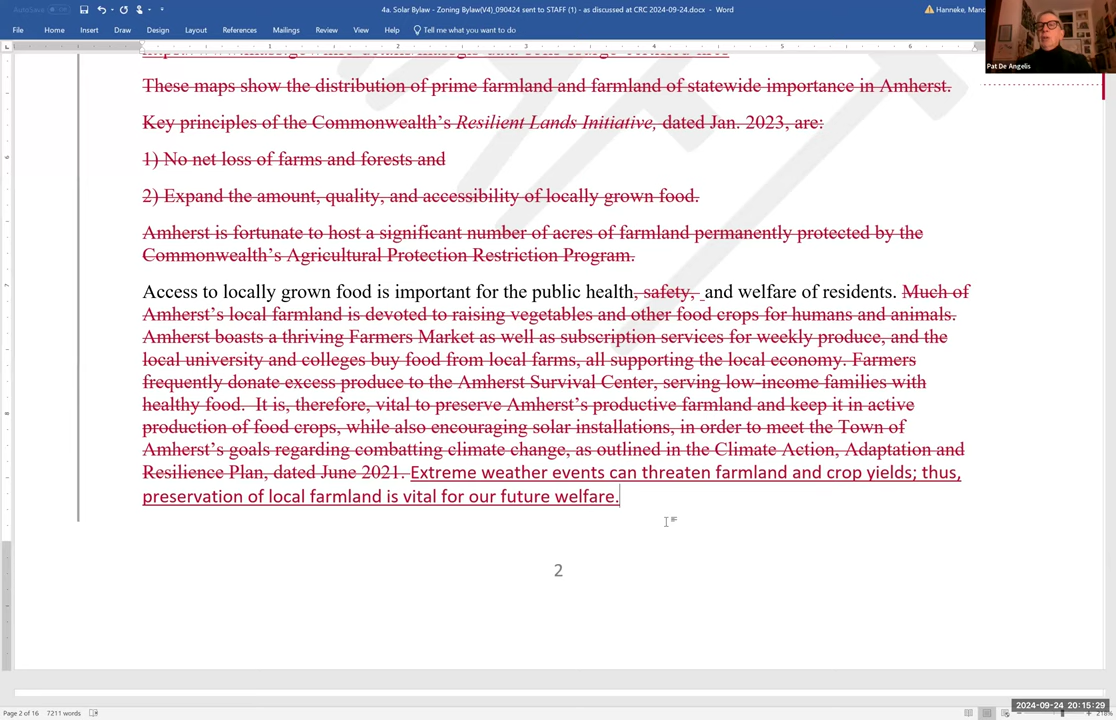 AutoSave
4a. Solar Bylaw - Zoning Bylaw(V4)_090424 sent to STAFF (1) - as discussed at CRC 2024-09-24.docx - Word
Hanneke, Manc
File Home Insert Draw Design Layout References Mailings Review View Help Tell me what you want to do
Pat De Angelis
These maps show the distribution of prime farmland and farmland of statewide importance in Amherst.
Key principles of the Commonwealth's Resilient Lands Initiative, dated Jan. 2023, are:
1) No net loss of farms and forests and
2) Expand the amount, quality, and accessibility of locally grown food.
Amherst is fortunate to host a significant number of acres of farmland permanently protected by the
Commonwealth's Agricultural Protection Restriction Program.
Access to locally grown food is important for the public health, safety, and welfare of residents. Much of
Amherst's local farmland is devoted to raising vegetables and other food crops for humans and animals.
Amherst boasts a thriving Farmers Market as well as subscription services for weekly produce, and the
local university and colleges buy food from local farms, all supporting the local economy. Farmers
frequently donate excess produce to the Amherst Survival Center, serving low-income families with
healthy food. It is, therefore, vital to preserve Amherst's productive farmland and keep it in active
production of food crops, while also encouraging solar installations, in order to meet the Town of
Amherst's goals regarding combatting climate change, as outlined in the Climate Action, Adaptation and
Resilience Plan, dated June 2021. Extreme weather events can threaten farmland and crop yields; thus,
preservation of local farmland is vital for our future welfare.
2
2024-09-24 20:15:29
Page 2 of 16 7211 words